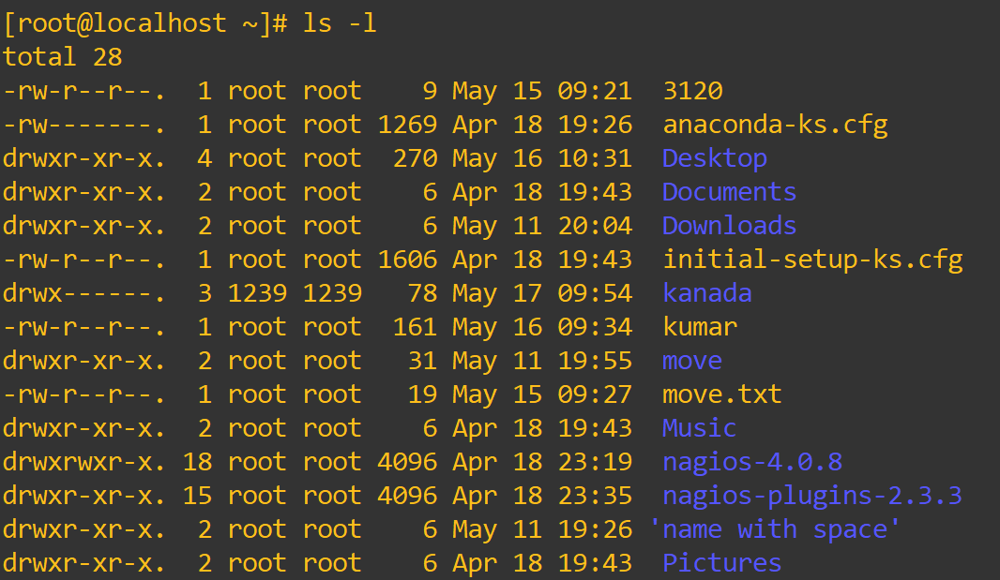 [root@localhost ~]# ls -l
total 28
-rw-r--r--.  1 root root    9 May 15 09:21  3120
-rw-------.  1 root root 1269 Apr 18 19:26  anaconda-ks.cfg
drwxr-xr-x.  4 root root  270 May 16 10:31  Desktop
drwxr-xr-x.  2 root root    6 Apr 18 19:43  Documents
drwxr-xr-x.  2 root root    6 May 11 20:04  Downloads
-rw-r--r--.  1 root root 1606 Apr 18 19:43  initial-setup-ks.cfg
drwx------.  3 1239 1239   78 May 17 09:54  kanada
-rw-r--r--.  1 root root  161 May 16 09:34  kumar
drwxr-xr-x.  2 root root   31 May 11 19:55  move
-rw-r--r--.  1 root root   19 May 15 09:27  move.txt
drwxr-xr-x.  2 root root    6 Apr 18 19:43  Music
drwxrwxr-x. 18 root root 4096 Apr 18 23:19  nagios-4.0.8
drwxr-xr-x. 15 root root 4096 Apr 18 23:35  nagios-plugins-2.3.3
drwxr-xr-x.  2 root root    6 May 11 19:26 'name with space'
drwxr-xr-x.  2 root root    6 Apr 18 19:43  Pictures